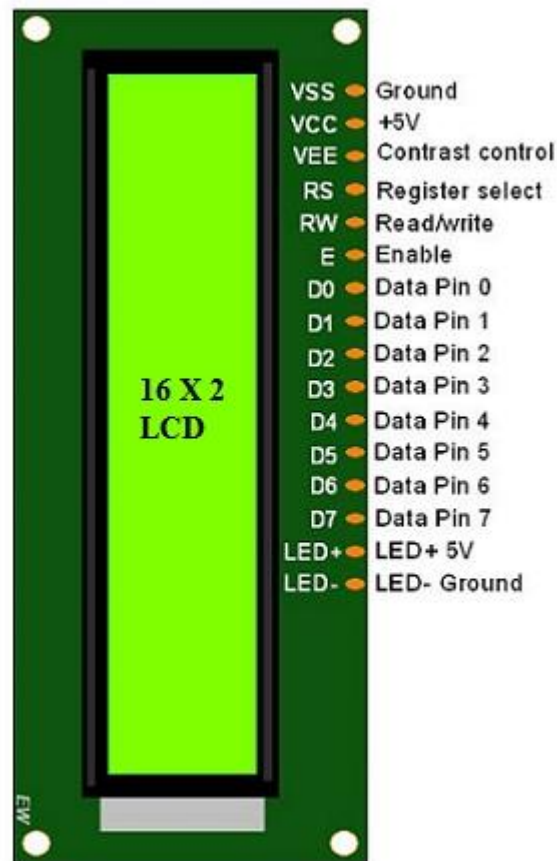 VSS Ground
VCC +5V
VEE Contrast control
RS Register select
RW Read/write
E Enable
D0 Data Pin 0
D1 Data Pin 1
D2 Data Pin 2
D3 Data Pin 3
D4 Data Pin 4
D5 Data Pin 5
D6 Data Pin 6
D7 Data Pin 7
LED+ LED+ 5V
LED- LED- Ground
16 X 2
LCD
EW